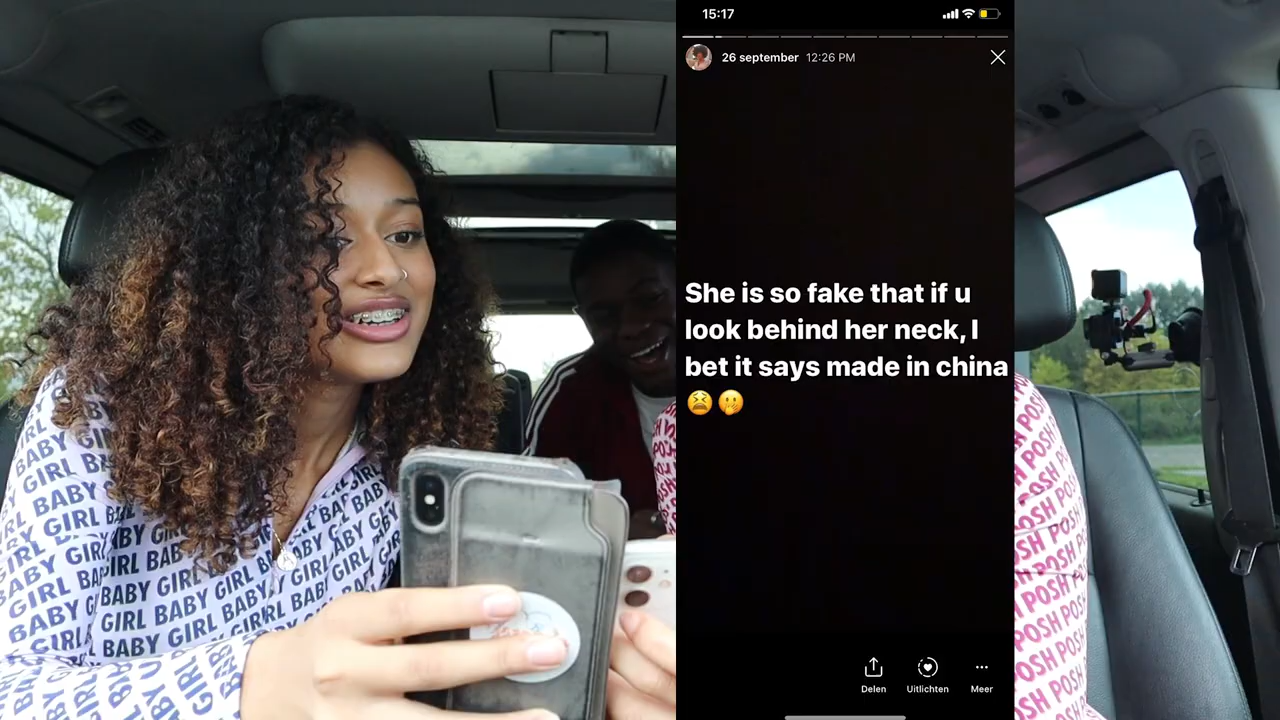 15:17
26 september 12:26 PM
She is so fake that if u
look behind her neck, I
bet it says made in china
😫🤭
Delen Uitlichten Meer
BABY GIRL BABY GIRL
POSH POSH POSH